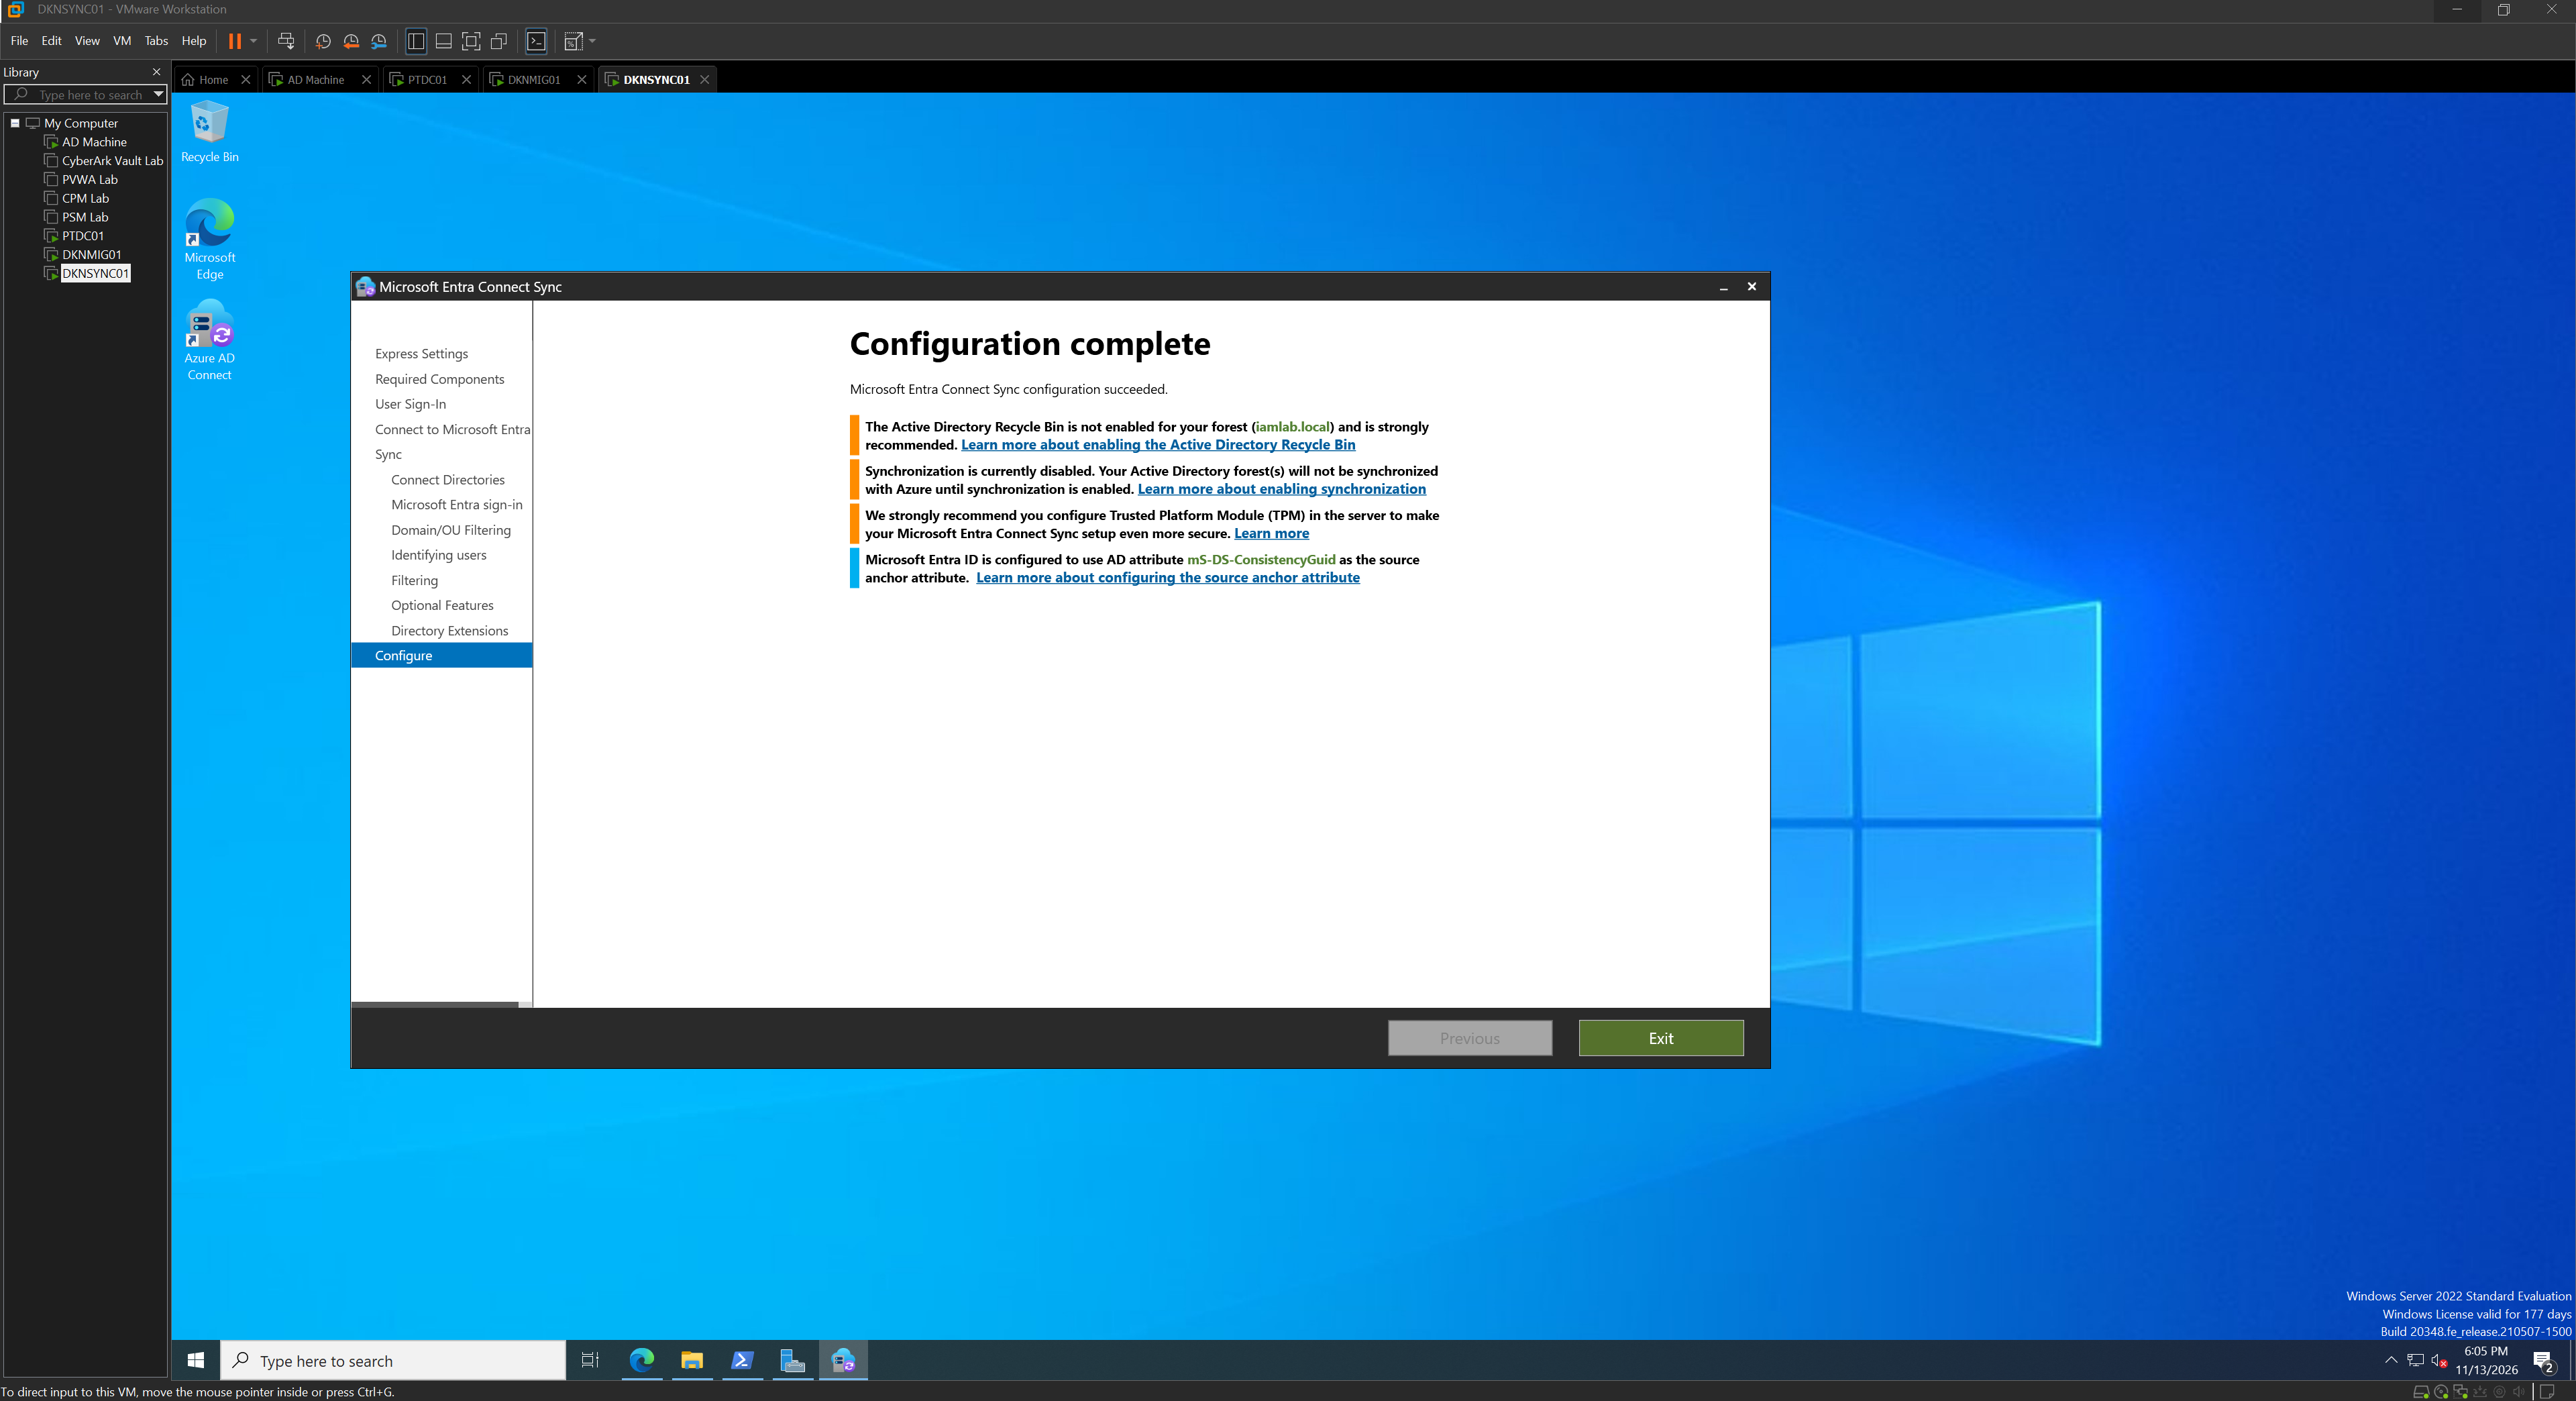 DKNSYNC01 - VMware Workstation
File Edit View VM Tabs Help
Library
Type here to search
Home
AD Machine
PTDC01
DKNMIG01
DKNSYNC01
My Computer
AD Machine
CyberArk Vault Lab
PVWA Lab
CPM Lab
PSM Lab
PTDC01
DKNMIG01
DKNSYNC01
Recycle Bin
Microsoft
Edge
Azure AD
Connect
Microsoft Entra Connect Sync
Express Settings
Required Components
User Sign-In
Connect to Microsoft Entra
Sync
Connect Directories
Microsoft Entra sign-in
Domain/OU Filtering
Identifying users
Filtering
Optional Features
Directory Extensions
Configure
Configuration complete
Microsoft Entra Connect Sync configuration succeeded.
The Active Directory Recycle Bin is not enabled for your forest (iamlab.local) and is strongly
recommended. Learn more about enabling the Active Directory Recycle Bin
Synchronization is currently disabled. Your Active Directory forest(s) will not be synchronized
with Azure until synchronization is enabled. Learn more about enabling synchronization
We strongly recommend you configure Trusted Platform Module (TPM) in the server to make
your Microsoft Entra Connect Sync setup even more secure. Learn more
Microsoft Entra ID is configured to use AD attribute mS-DS-ConsistencyGuid as the source
anchor attribute. Learn more about configuring the source anchor attribute
Previous
Exit
Windows Server 2022 Standard Evaluation
Windows License valid for 177 days
Build 20348.fe_release.210507-1500
Type here to search
6:05 PM
11/13/2026
2
To direct input to this VM, move the mouse pointer inside or press Ctrl+G.